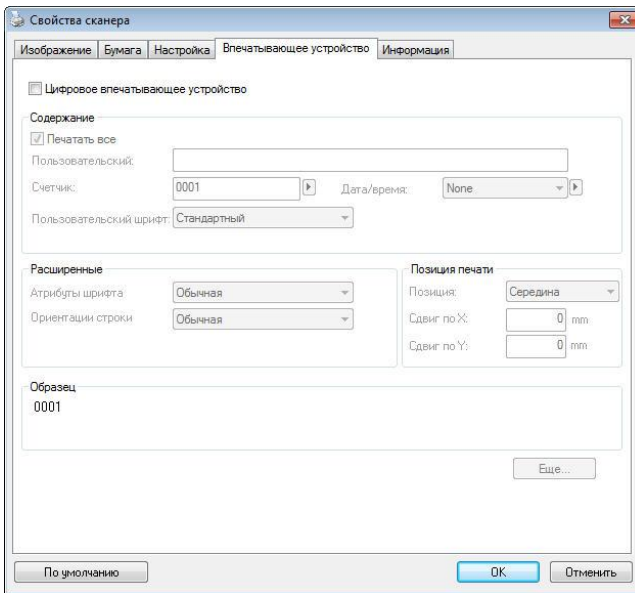 Свойства сканера
Изображение Бумага Настройка Впечатывающее устройство Информация
Цифровое впечатывающее устройство
Содержание
Печатать все
Пользовательский:
Счетчик: 0001 Дата/время: None
Пользовательский шрифт: Стандартный
Расширенные
Атрибуты шрифта Обычная
Ориентации строки Обычная
Позиция печати
Позиция: Середина
Сдвиг по X: 0 mm
Сдвиг по Y: 0 mm
Образец
0001
Еще...
По умолчанию OK Отменить